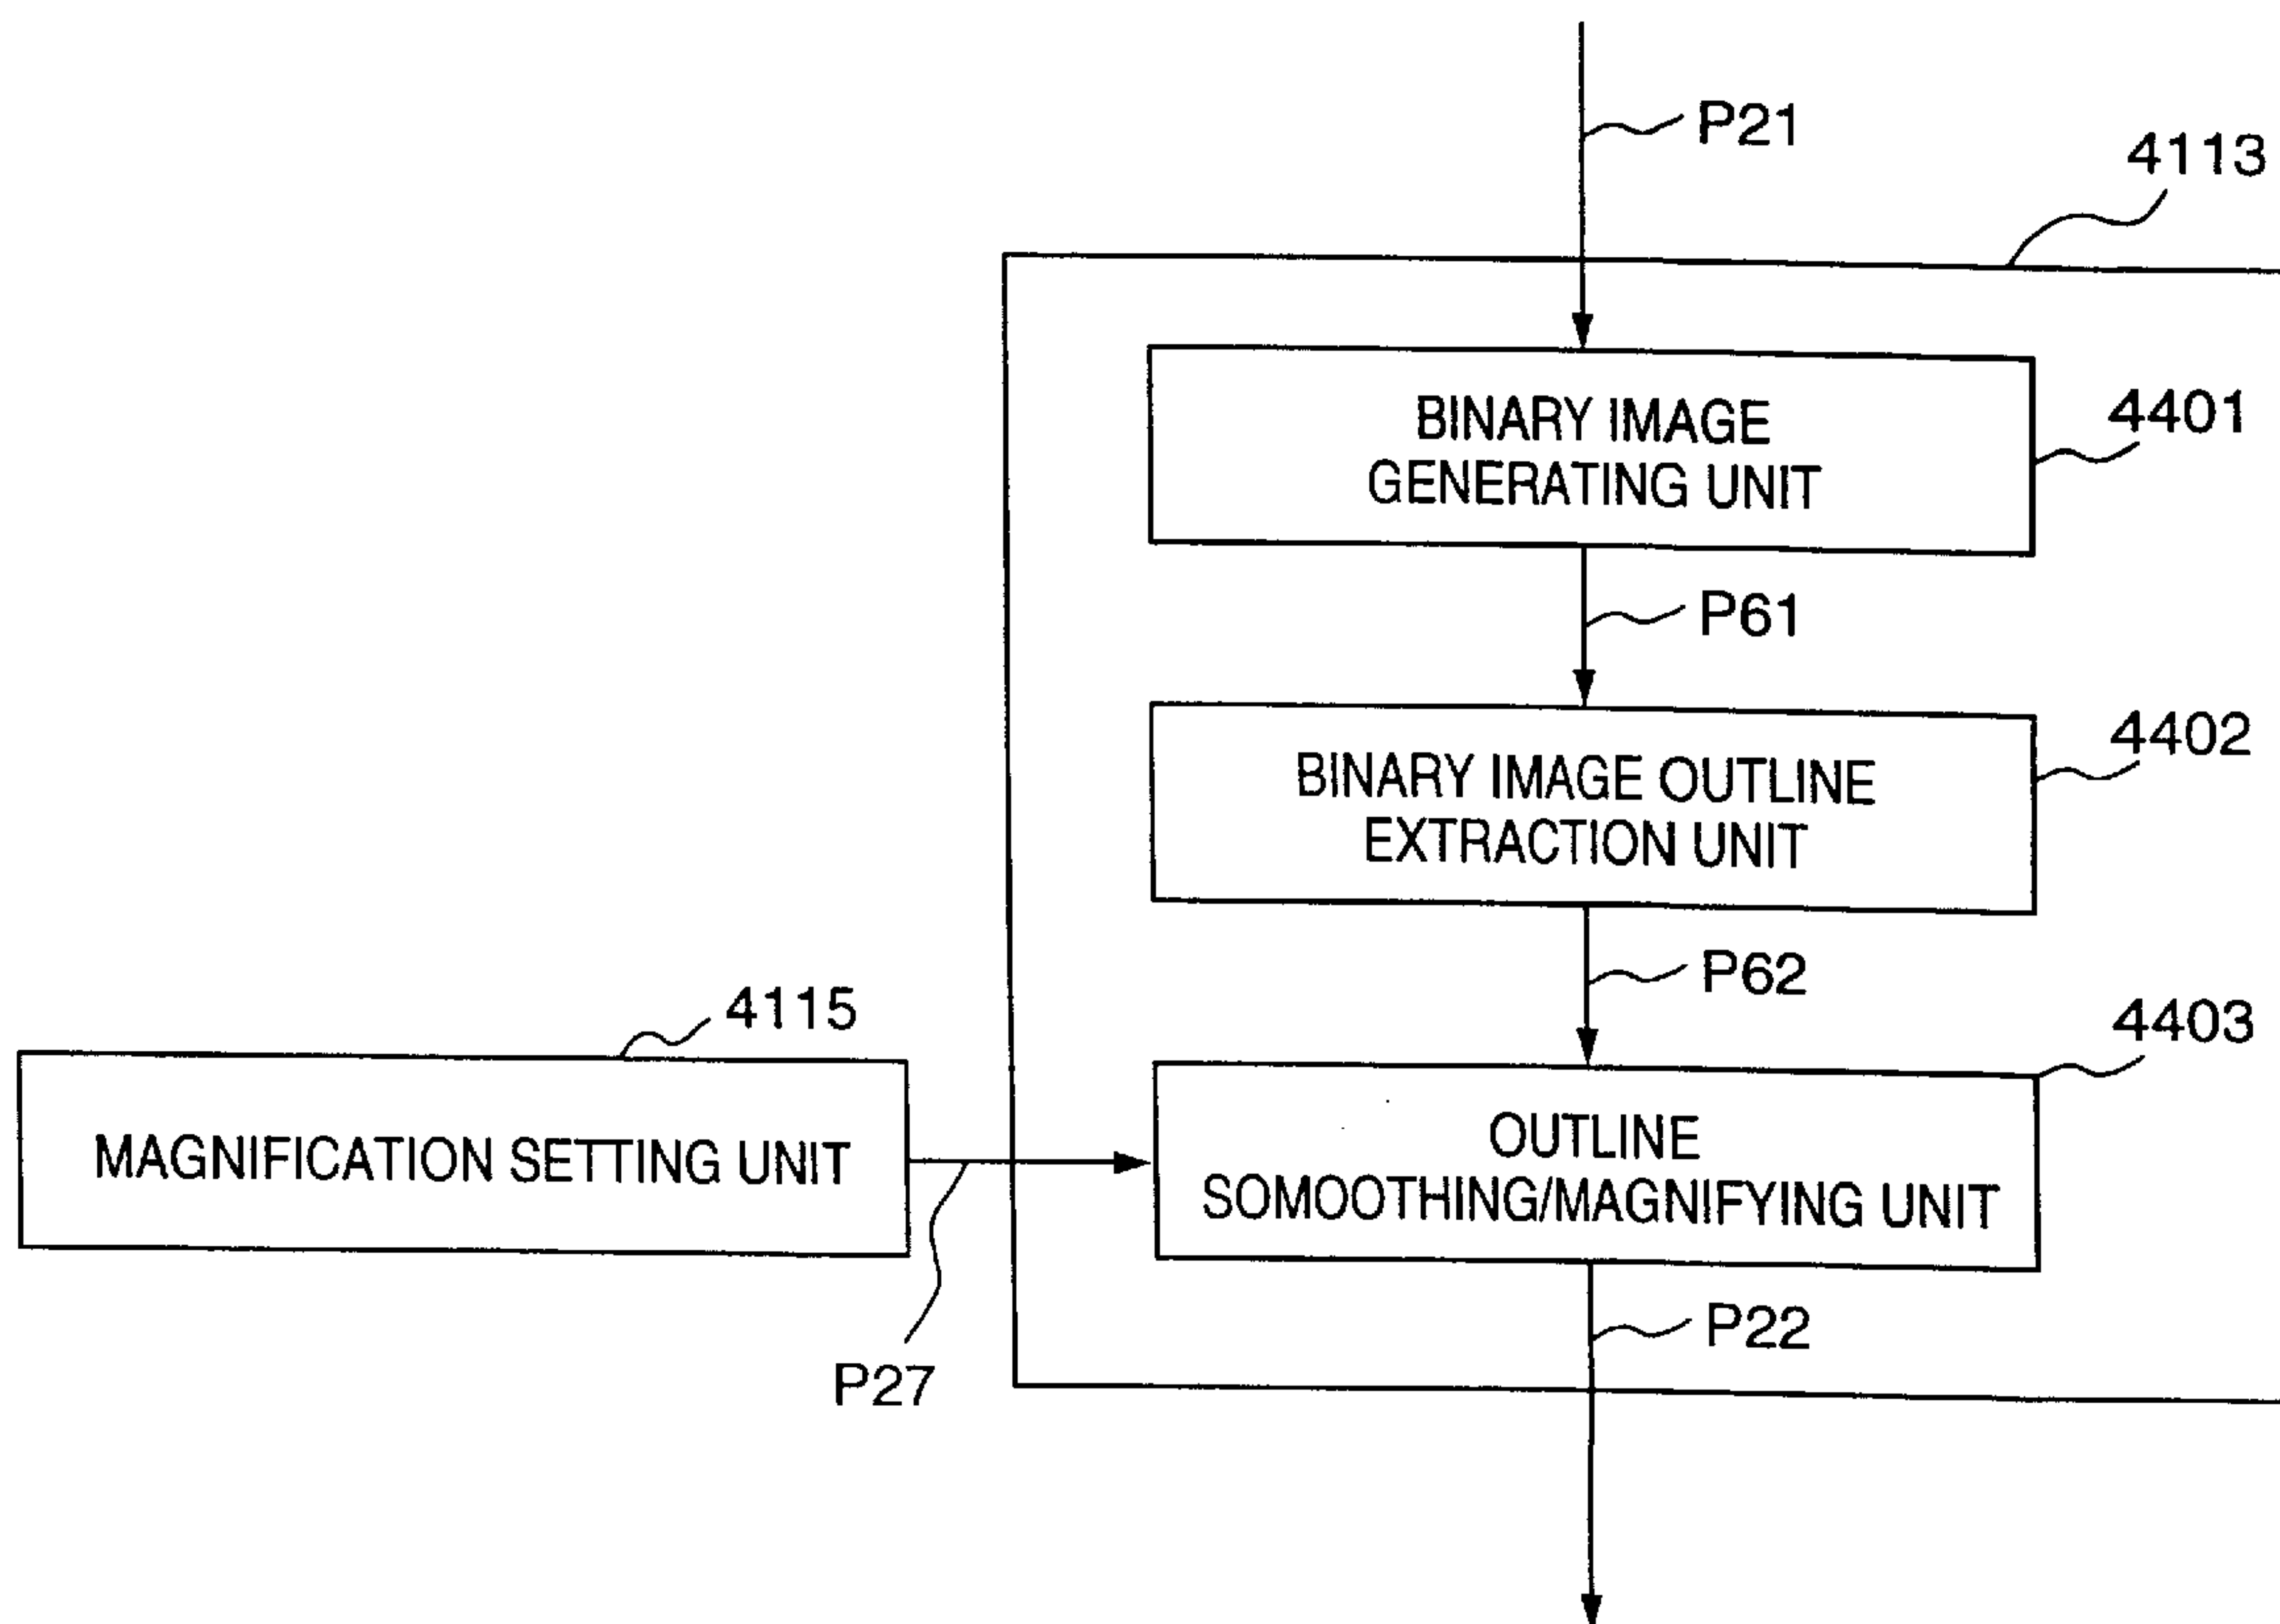 P21
4113
BINARY IMAGE
GENERATING UNIT
4401
P61
BINARY IMAGE OUTLINE
EXTRACTION UNIT
4402
P62
4115
4403
MAGNIFICATION SETTING UNIT
OUTLINE
SOMOOTHING/MAGNIFYING UNIT
P27
P22